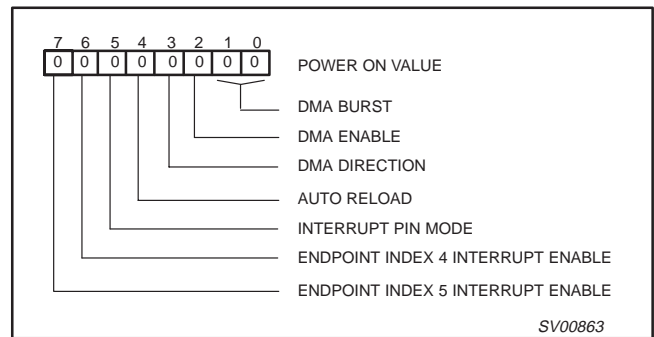 7 6 5 4 3 2 1 0
0 0 0 0 0 0 0 0 POWER ON VALUE
DMA BURST
DMA ENABLE
DMA DIRECTION
AUTO RELOAD
INTERRUPT PIN MODE
ENDPOINT INDEX 4 INTERRUPT ENABLE
ENDPOINT INDEX 5 INTERRUPT ENABLE
SV00863